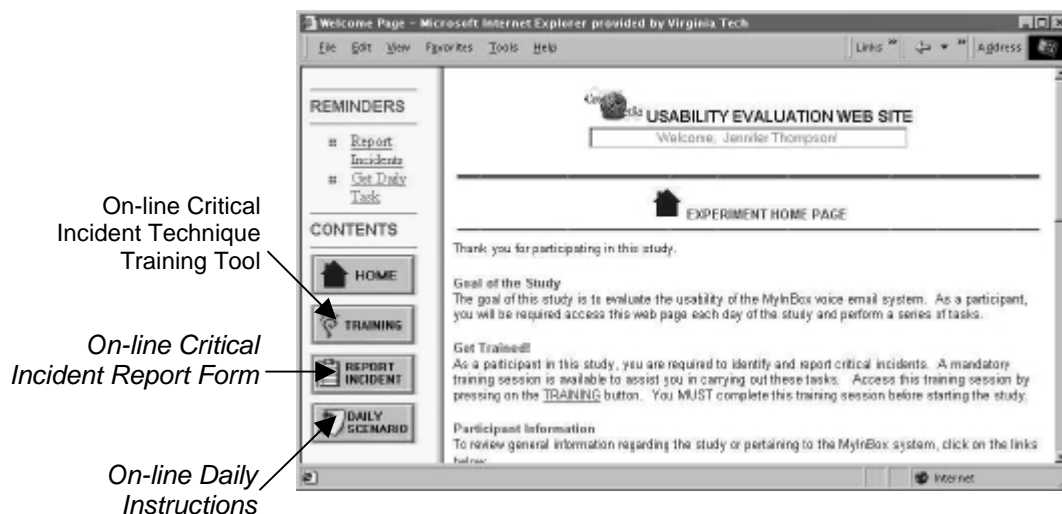 Welcome Page - Microsoft Internet Explorer provided by Virginia Tech
File Edit View Favorites Tools Help
Links » » Address
REMINDERS
Report
Incidents
Get Daily
Task
CONTENTS
HOME
TRAINING
REPORT
INCIDENT
DAILY
SCENARIO
USABILITY EVALUATION WEB SITE
Welcome, Jennifer Thompson!
EXPERIMENT HOME PAGE
Thank you for participating in this study.
Goal of the Study
The goal of this study is to evaluate the usability of the MyInBox voice email system. As a participant,
you will be required access this web page each day of the study and perform a series of tasks.
Get Trained!
As a participant in this study, you are required to identify and report critical incidents. A mandatory
training session is available to assist you in carrying out these tasks. Access this training session by
pressing on the TRAINING button. You MUST complete this training session before starting the study.
Participant Information
To review general information regarding the study or pertaining to the MyInBox system, click on the links
below.
Internet
On-line Critical
Incident Technique
Training Tool
On-line Critical
Incident Report Form
On-line Daily
Instructions